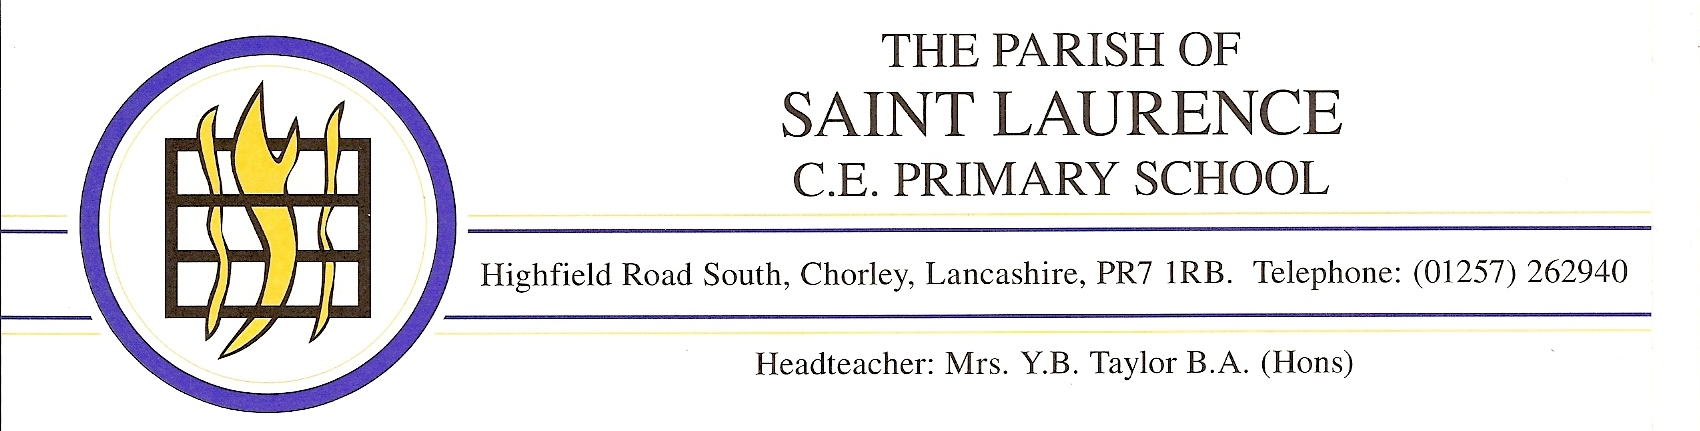 THE PARISH OF
SAINT LAURENCE
C.E. PRIMARY SCHOOL
Highfield Road South, Chorley, Lancashire, PR7 1RB. Telephone: (01257) 262940
Headteacher: Mrs. Y.B. Taylor B.A. (Hons)